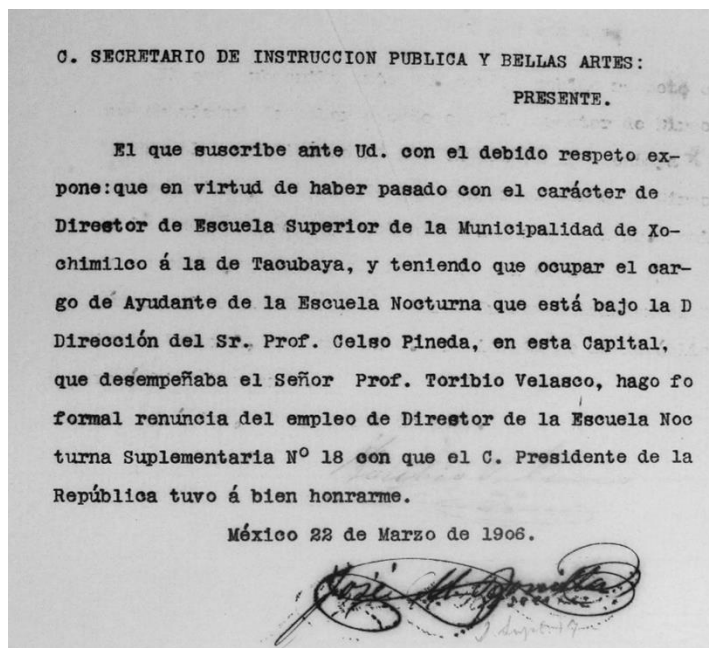 C. SECRETARIO DE INSTRUCCION PUBLICA Y BELLAS ARTES:
PRESENTE.
El que suscribe ante Ud. con el debido respeto ex-
pone:que en virtud de haber pasado con el carácter de
Director de Escuela Superior de la Municipalidad de Xo-
chimilco á la de Tacubaya, y teniendo que ocupar el car-
go de Ayudante de la Escuela Nocturna que está bajo la D
Dirección del Sr. Prof. Celso Pineda, en esta Capital,
que desempeñaba el Señor Prof. Toribio Velasco, hago fo
formal renuncia del empleo de Director de la Escuela Noc
turna Suplementaria Nº 18 con que el C. Presidente de la
República tuvo á bien honrarme.
México 22 de Marzo de 1906.
José M. Bonilla